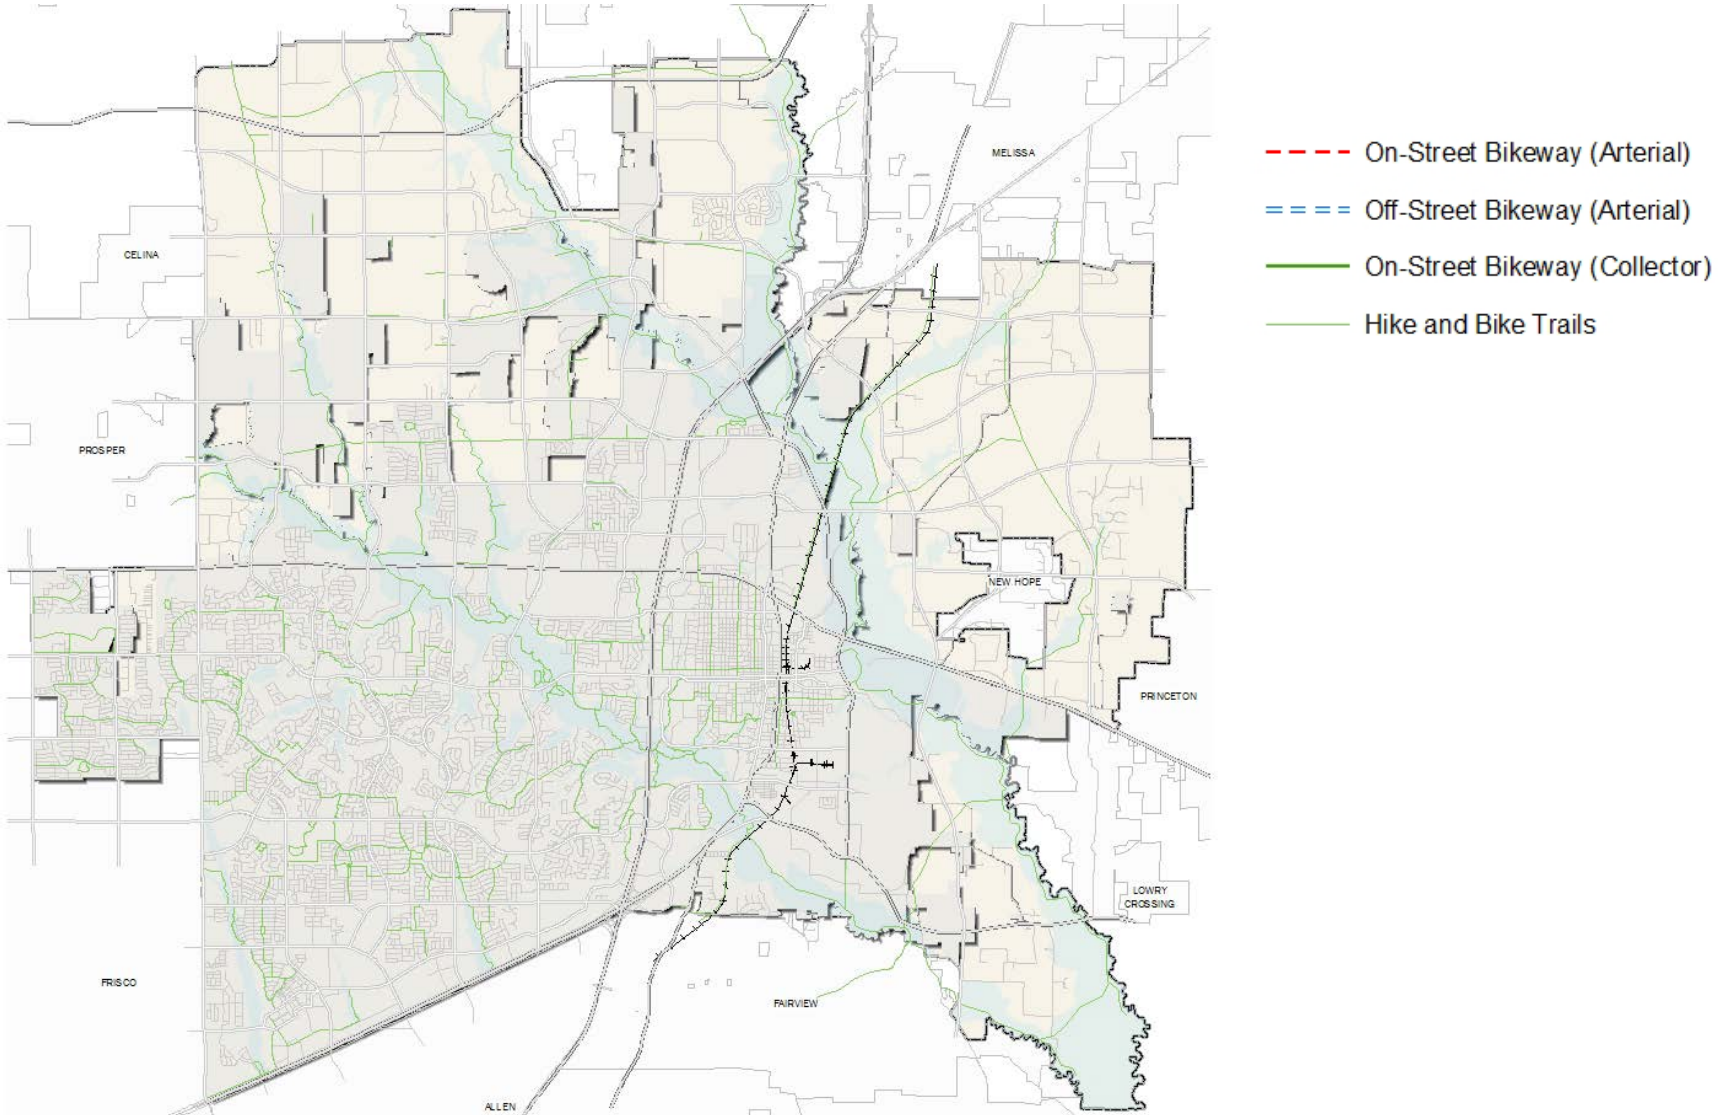 MELISSA
On-Street Bikeway (Arterial)
Off-Street Bikeway (Arterial)
CELINA
On-Street Bikeway (Collector)
Hike and Bike Trails
PROSPER
NEW HOPE
PRINCETON
LOWRY
CROSSING
FRISCO
FAIRVIEW
ALLEN